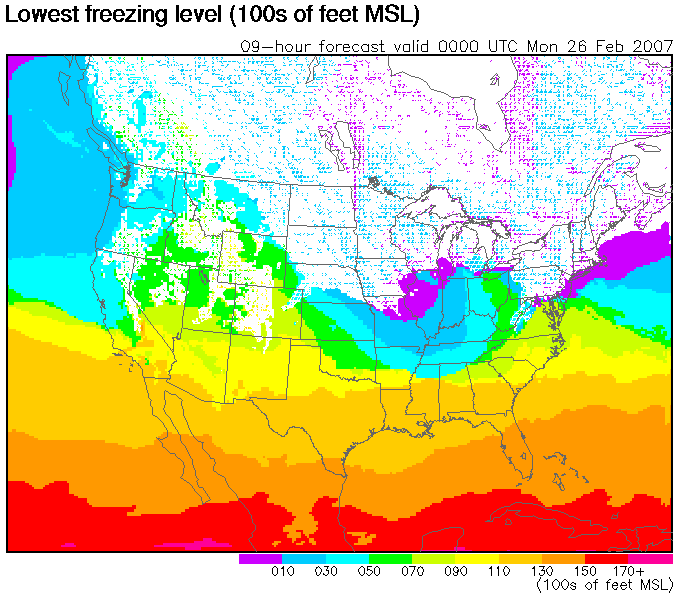 Lowest freezing level (100s of feet MSL)
09-hour forecast valid 0000 UTC Mon 26 Feb 2007
010 030 050 070 090 110 130 150 170+
(100s of feet MSL)